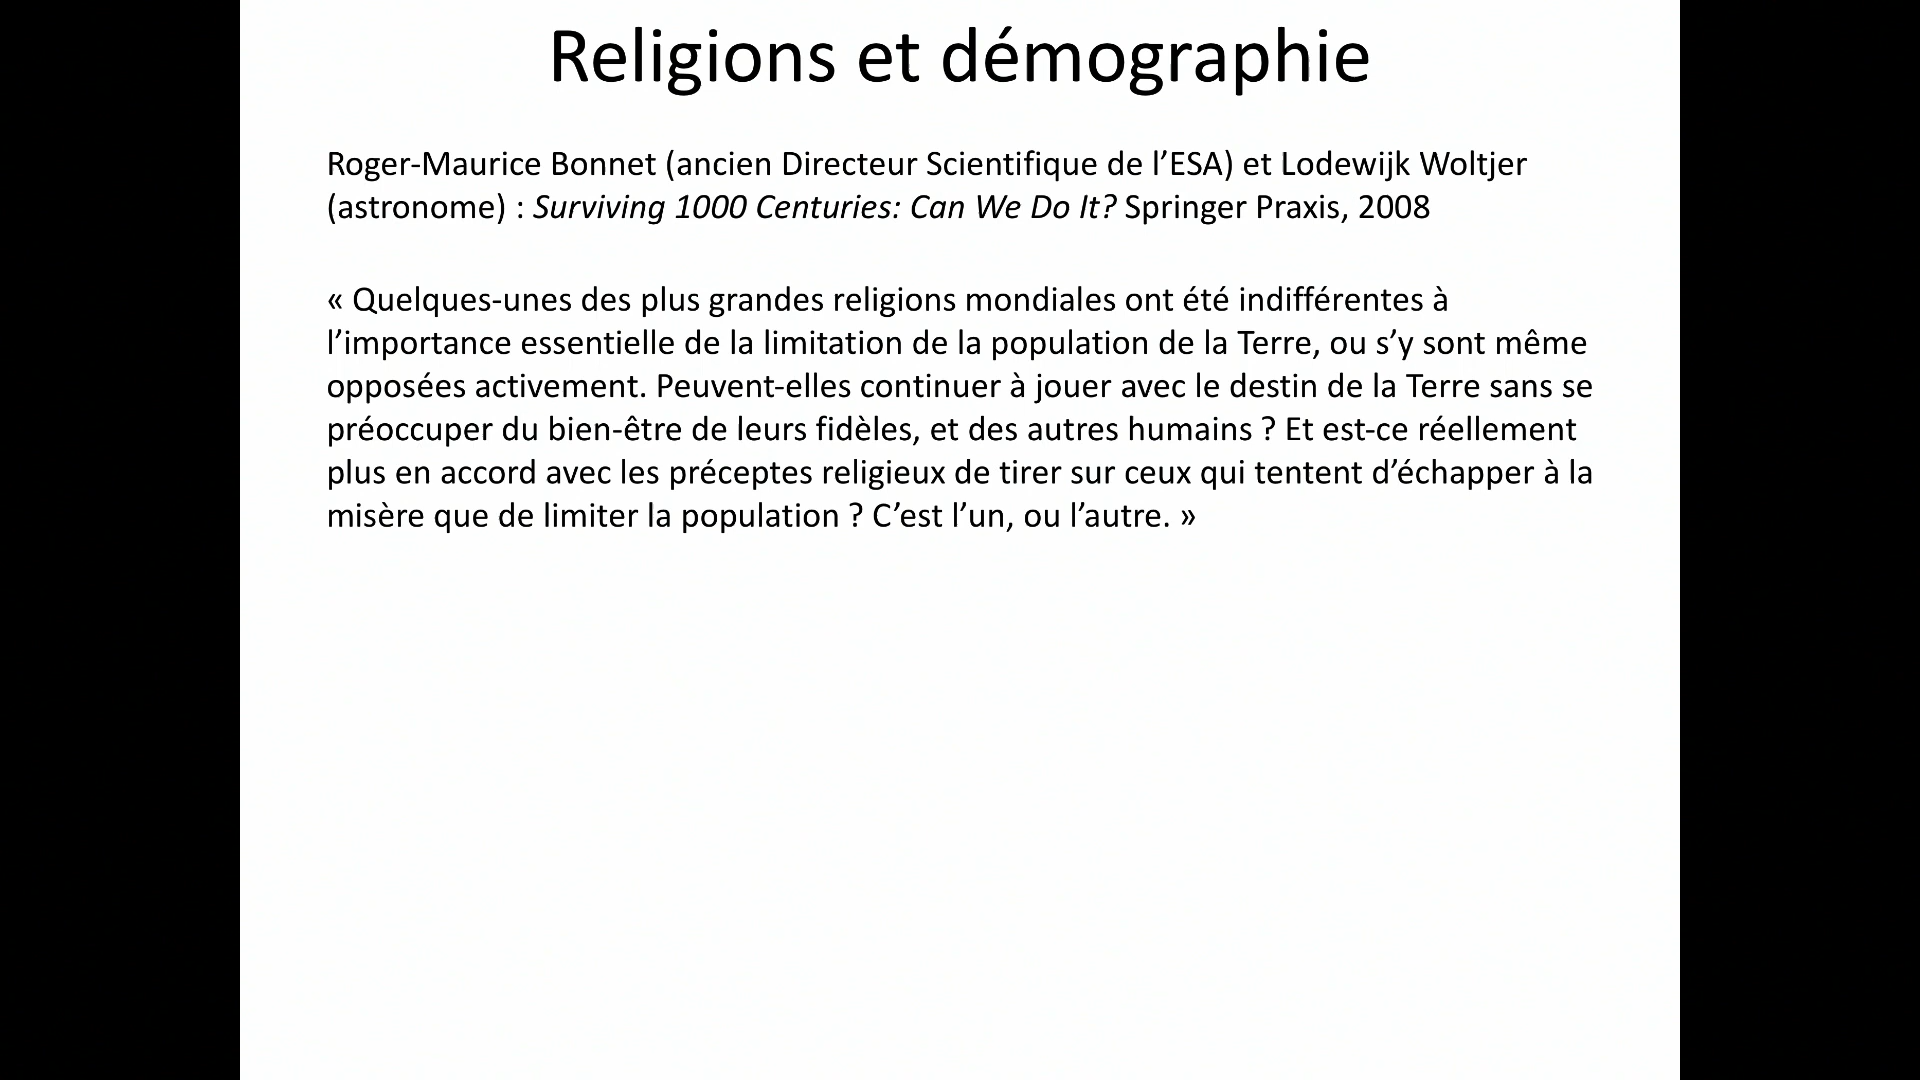 Religions et démographie
Roger-Maurice Bonnet (ancien Directeur Scientifique de l’ESA) et Lodewijk Woltjer
(astronome) : Surviving 1000 Centuries: Can We Do It? Springer Praxis, 2008
« Quelques-unes des plus grandes religions mondiales ont été indifférentes à
l’importance essentielle de la limitation de la population de la Terre, ou s’y sont même
opposées activement. Peuvent-elles continuer à jouer avec le destin de la Terre sans se
préoccuper du bien-être de leurs fidèles, et des autres humains ? Et est-ce réellement
plus en accord avec les préceptes religieux de tirer sur ceux qui tentent d’échapper à la
misère que de limiter la population ? C’est l’un, ou l’autre. »